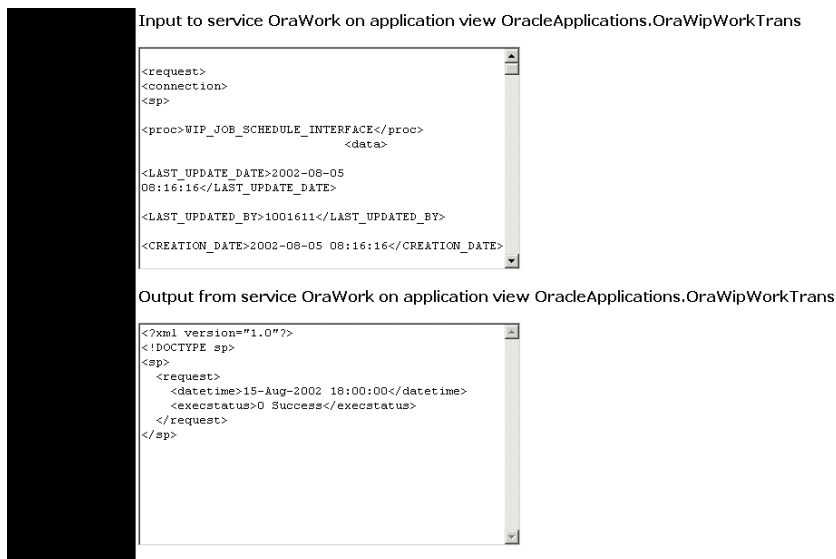 Input to service OraWork on application view OracleApplications.OraWipWorkTrans
<request>
<connection>
<sp>
<proc>WIP_JOB_SCHEDULE_INTERFACE</proc>
<data>
<LAST_UPDATE_DATE>2002-08-05
08:16:16</LAST_UPDATE_DATE>
<LAST_UPDATED_BY>1001611</LAST_UPDATED_BY>
<CREATION_DATE>2002-08-05 08:16:16</CREATION_DATE>
Output from service OraWork on application view OracleApplications.OraWipWorkTrans
<?xml version="1.0"?>
<!DOCTYPE sp>
<sp>
<request>
<datetime>15-Aug-2002 18:00:00</datetime>
<execstatus>0 Success</execstatus>
</request>
</sp>